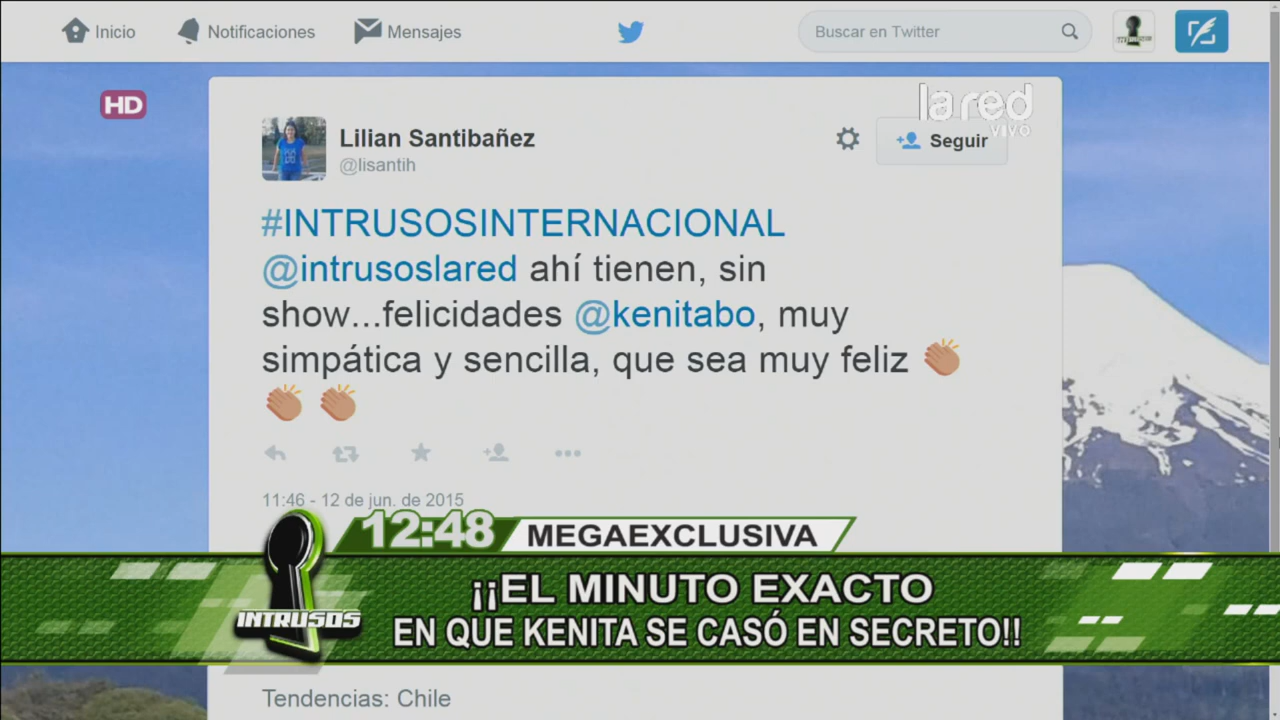 Inicio
Notificaciones
Mensajes
Buscar en Twitter
HD
la red
VIVO
Lilian Santibañez
@lisantih
Seguir
#INTRUSOSINTERNACIONAL
@intrusoslared ahí tienen, sin
show...felicidades @kenitabo, muy
simpática y sencilla, que sea muy feliz 👏
👏 👏
11:46 - 12 de jun. de 2015
12:48
MEGAEXCLUSIVA
¡¡EL MINUTO EXACTO
EN QUE KENITA SE CASÓ EN SECRETO!!
INTRUSOS
Tendencias: Chile